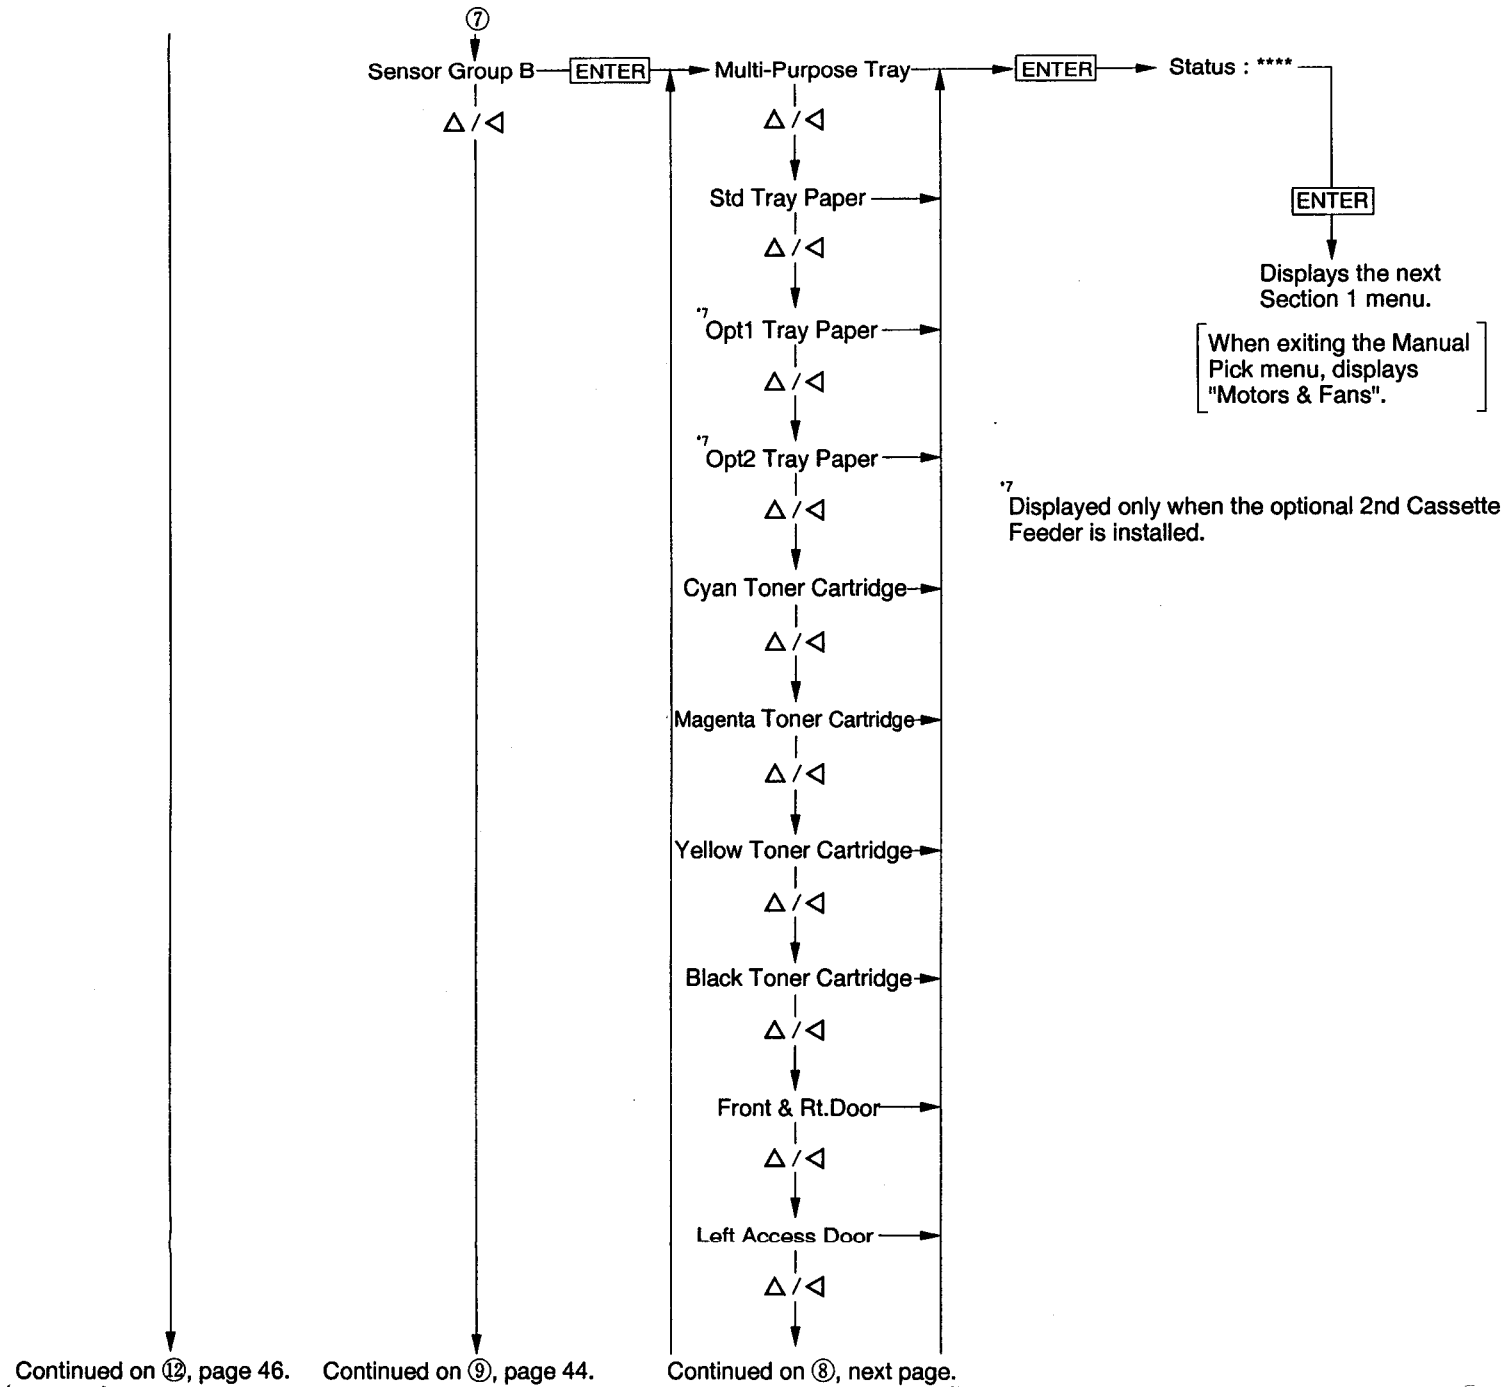 ⑦
Sensor Group B ENTER Multi-Purpose Tray ENTER Status : ****
△ / ◁ △ / ◁
Std Tray Paper
ENTER
△ / ◁
Displays the next
Section 1 menu.
*7 Opt1 Tray Paper
When exiting the Manual
Pick menu, displays
"Motors & Fans".
△ / ◁
*7 Opt2 Tray Paper
*7
Displayed only when the optional 2nd Cassette
Feeder is installed.
△ / ◁
Cyan Toner Cartridge
△ / ◁
Magenta Toner Cartridge
△ / ◁
Yellow Toner Cartridge
△ / ◁
Black Toner Cartridge
△ / ◁
Front & Rt.Door
△ / ◁
Left Access Door
△ / ◁
Continued on ⑫, page 46. Continued on ⑨, page 44. Continued on ⑧, next page.